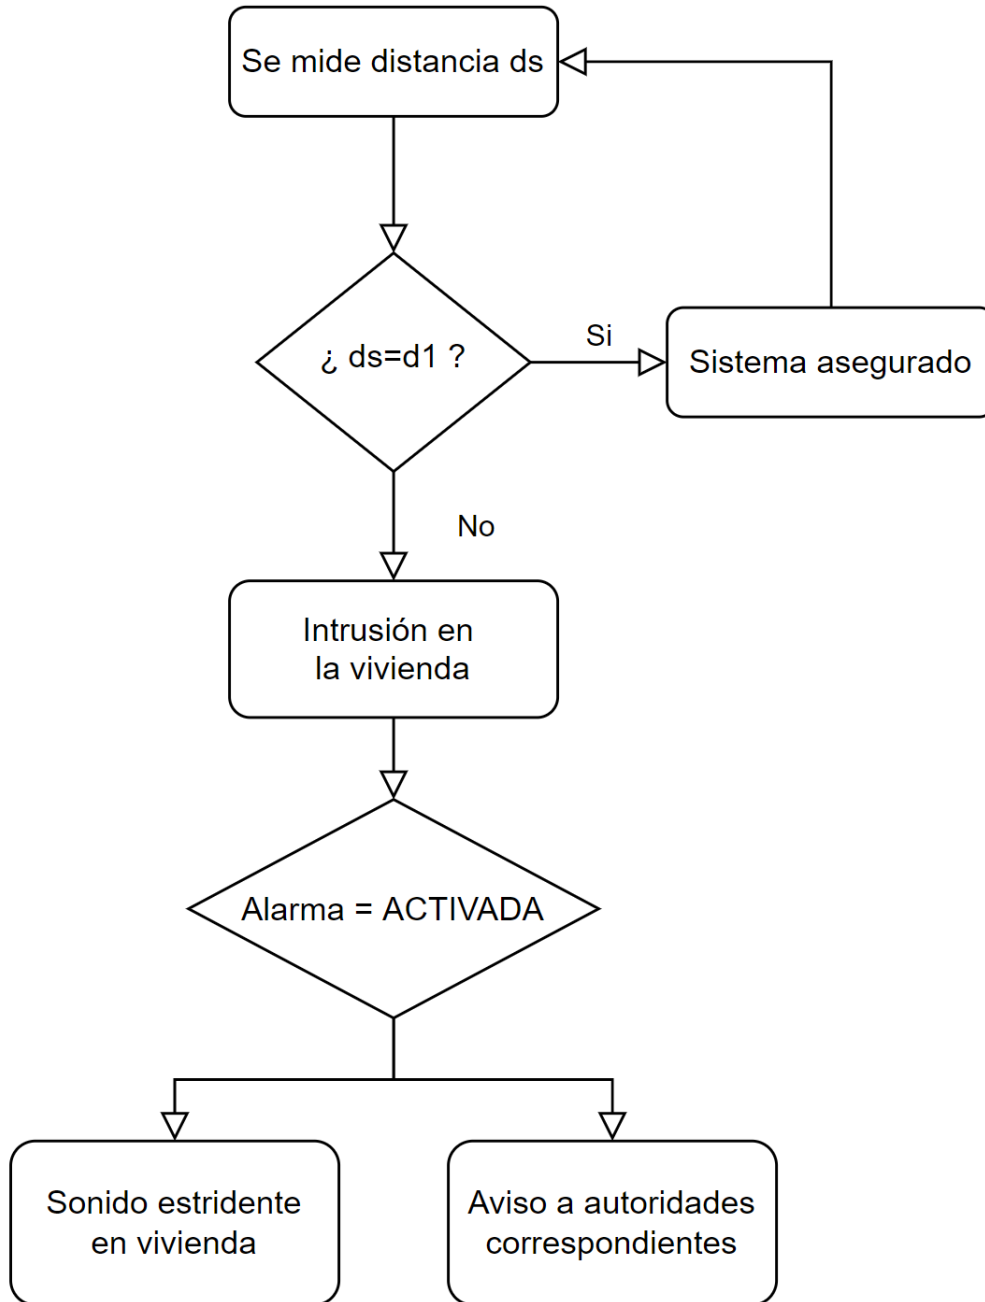 Se mide distancia ds
¿ ds=d1 ?
Si
Sistema asegurado
No
Intrusión en
la vivienda
Alarma = ACTIVADA
Sonido estridente
en vivienda
Aviso a autoridades
correspondientes